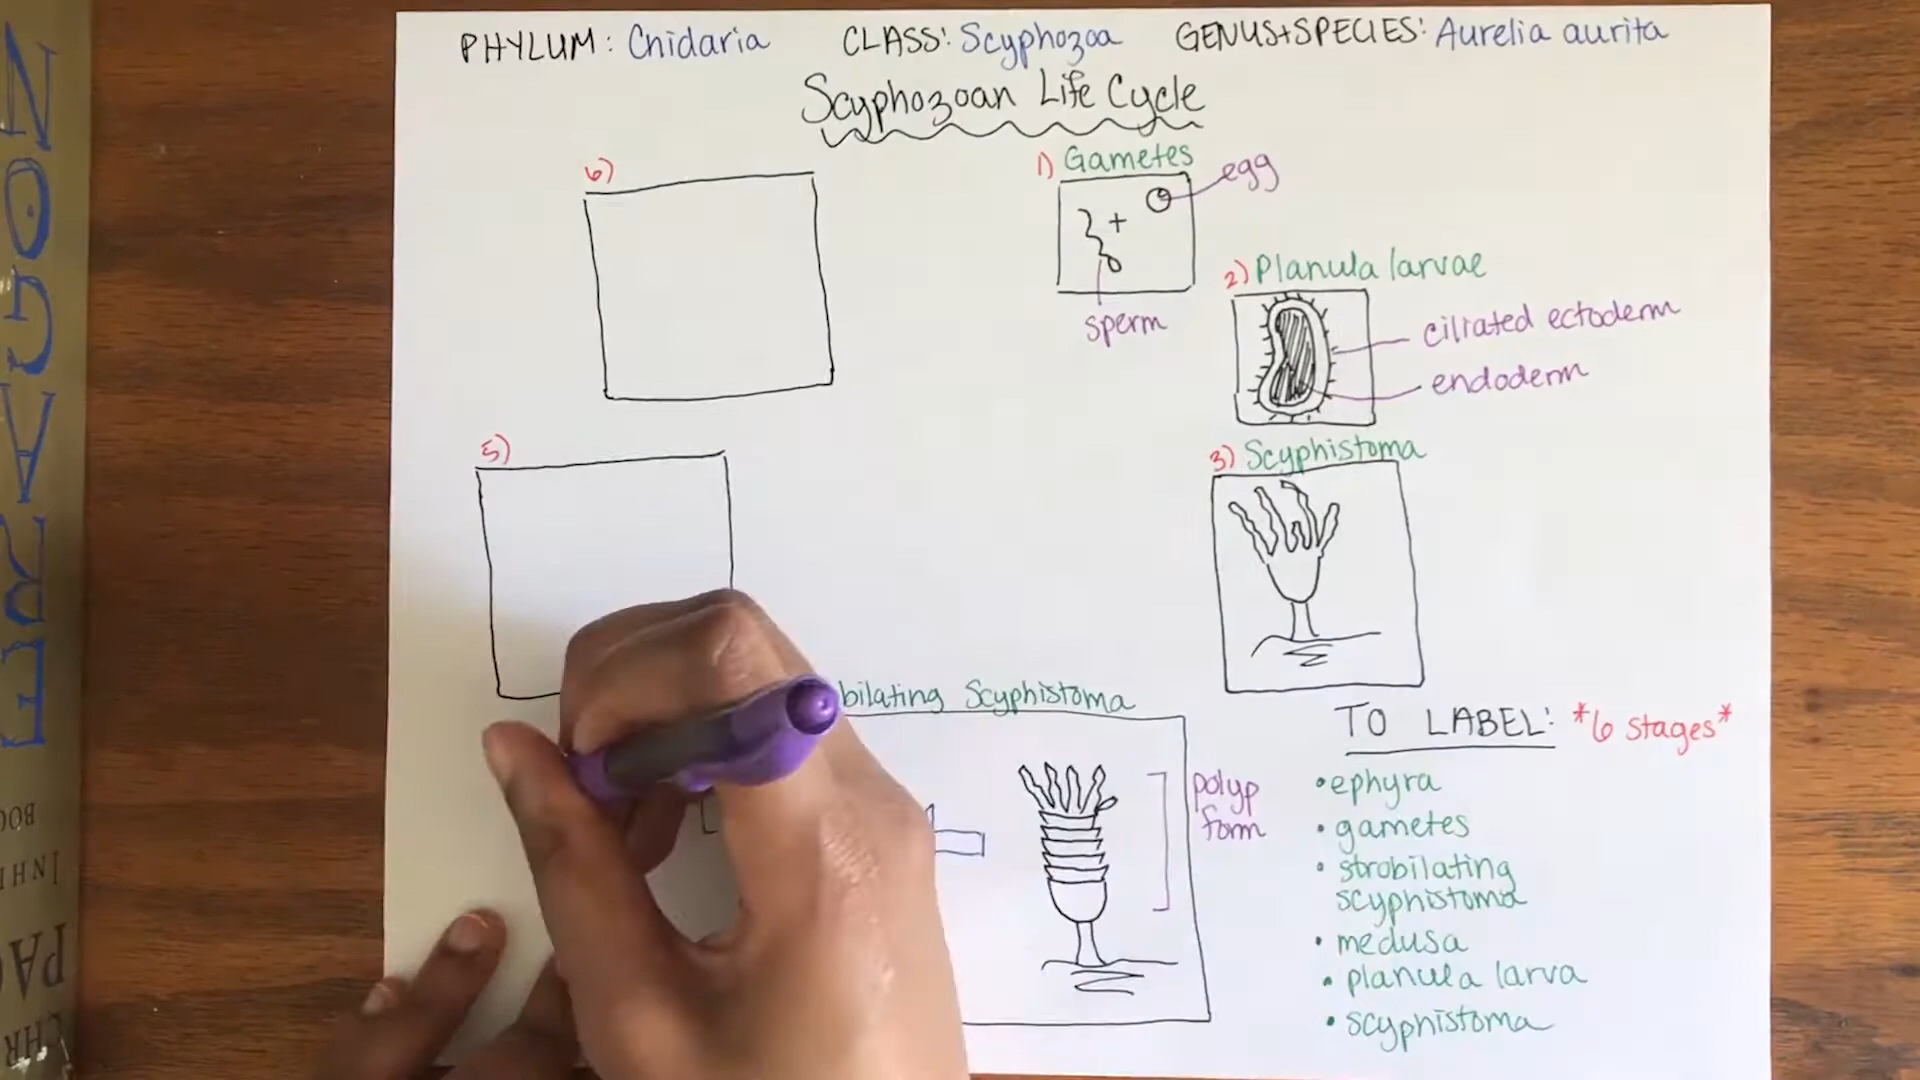 PHYLUM: Cnidaria CLASS: Scyphozoa GENUS+SPECIES: Aurelia aurita
Scyphozoan Life Cycle
6)
1) Gametes
egg
+
sperm
2) Planula larvae
ciliated ectoderm
endoderm
5)
3) Scyphistoma
bilating Scyphistoma
polyp
form
TO LABEL: *6 stages*
• ephyra
• gametes
• strobilating
scyphistoma
• medusa
• planula larva
• scyphistoma
NOGARE